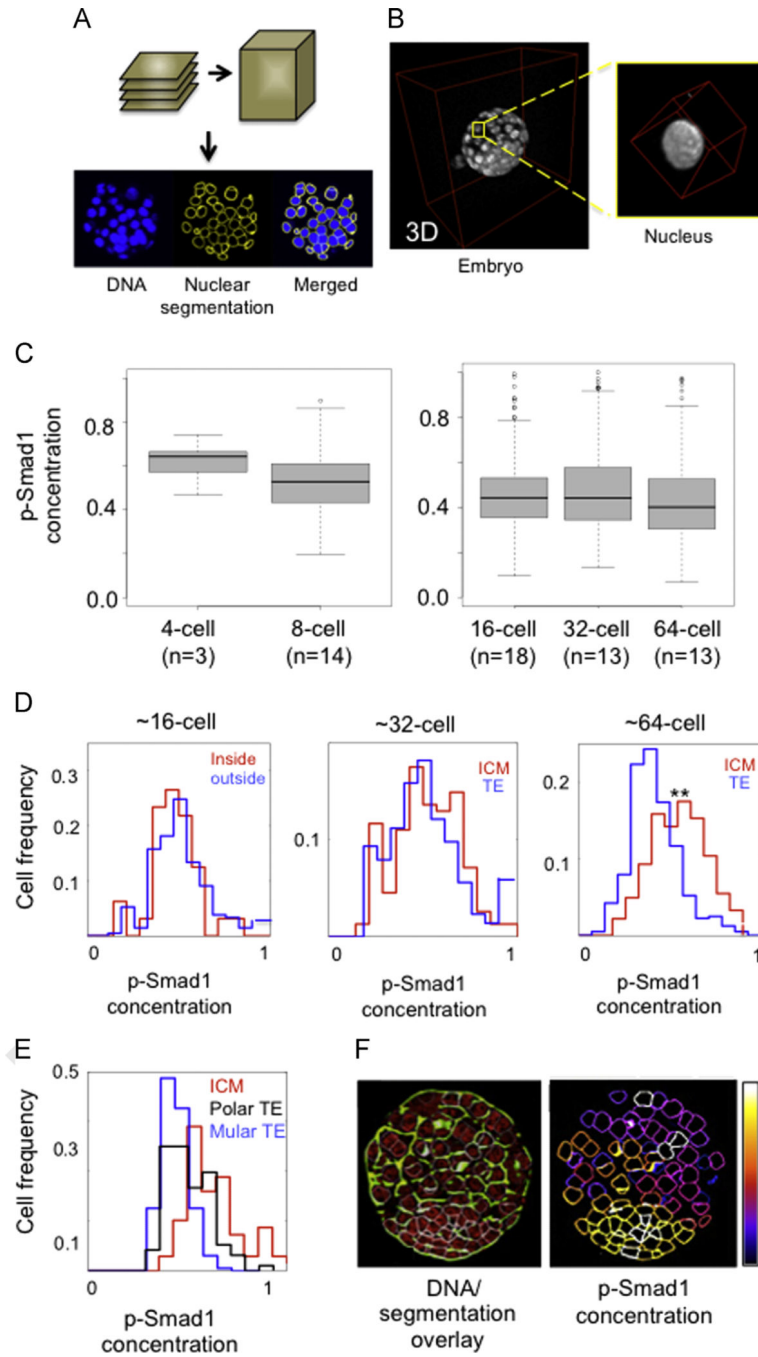 A
B
DNA
Nuclear
segmentation
Merged
3D
Embryo
Nucleus
C
p-Smad1
concentration
0.8
0.4
0.0
4-cell
(n=3)
8-cell
(n=14)
0.8
0.4
0.0
16-cell
(n=18)
32-cell
(n=13)
64-cell
(n=13)
D
~16-cell
~32-cell
~64-cell
Cell frequency
0.3
0.2
0.1
Inside
outside
0 1
p-Smad1
concentration
0.1
ICM
TE
0 1
p-Smad1
concentration
0.2
0.1
ICM
TE
**
0 1
p-Smad1
concentration
E
Cell frequency
0.5
0.3
0.1
ICM
Polar TE
Mular TE
0 1
p-Smad1
concentration
F
DNA/
segmentation
overlay
p-Smad1
concentration